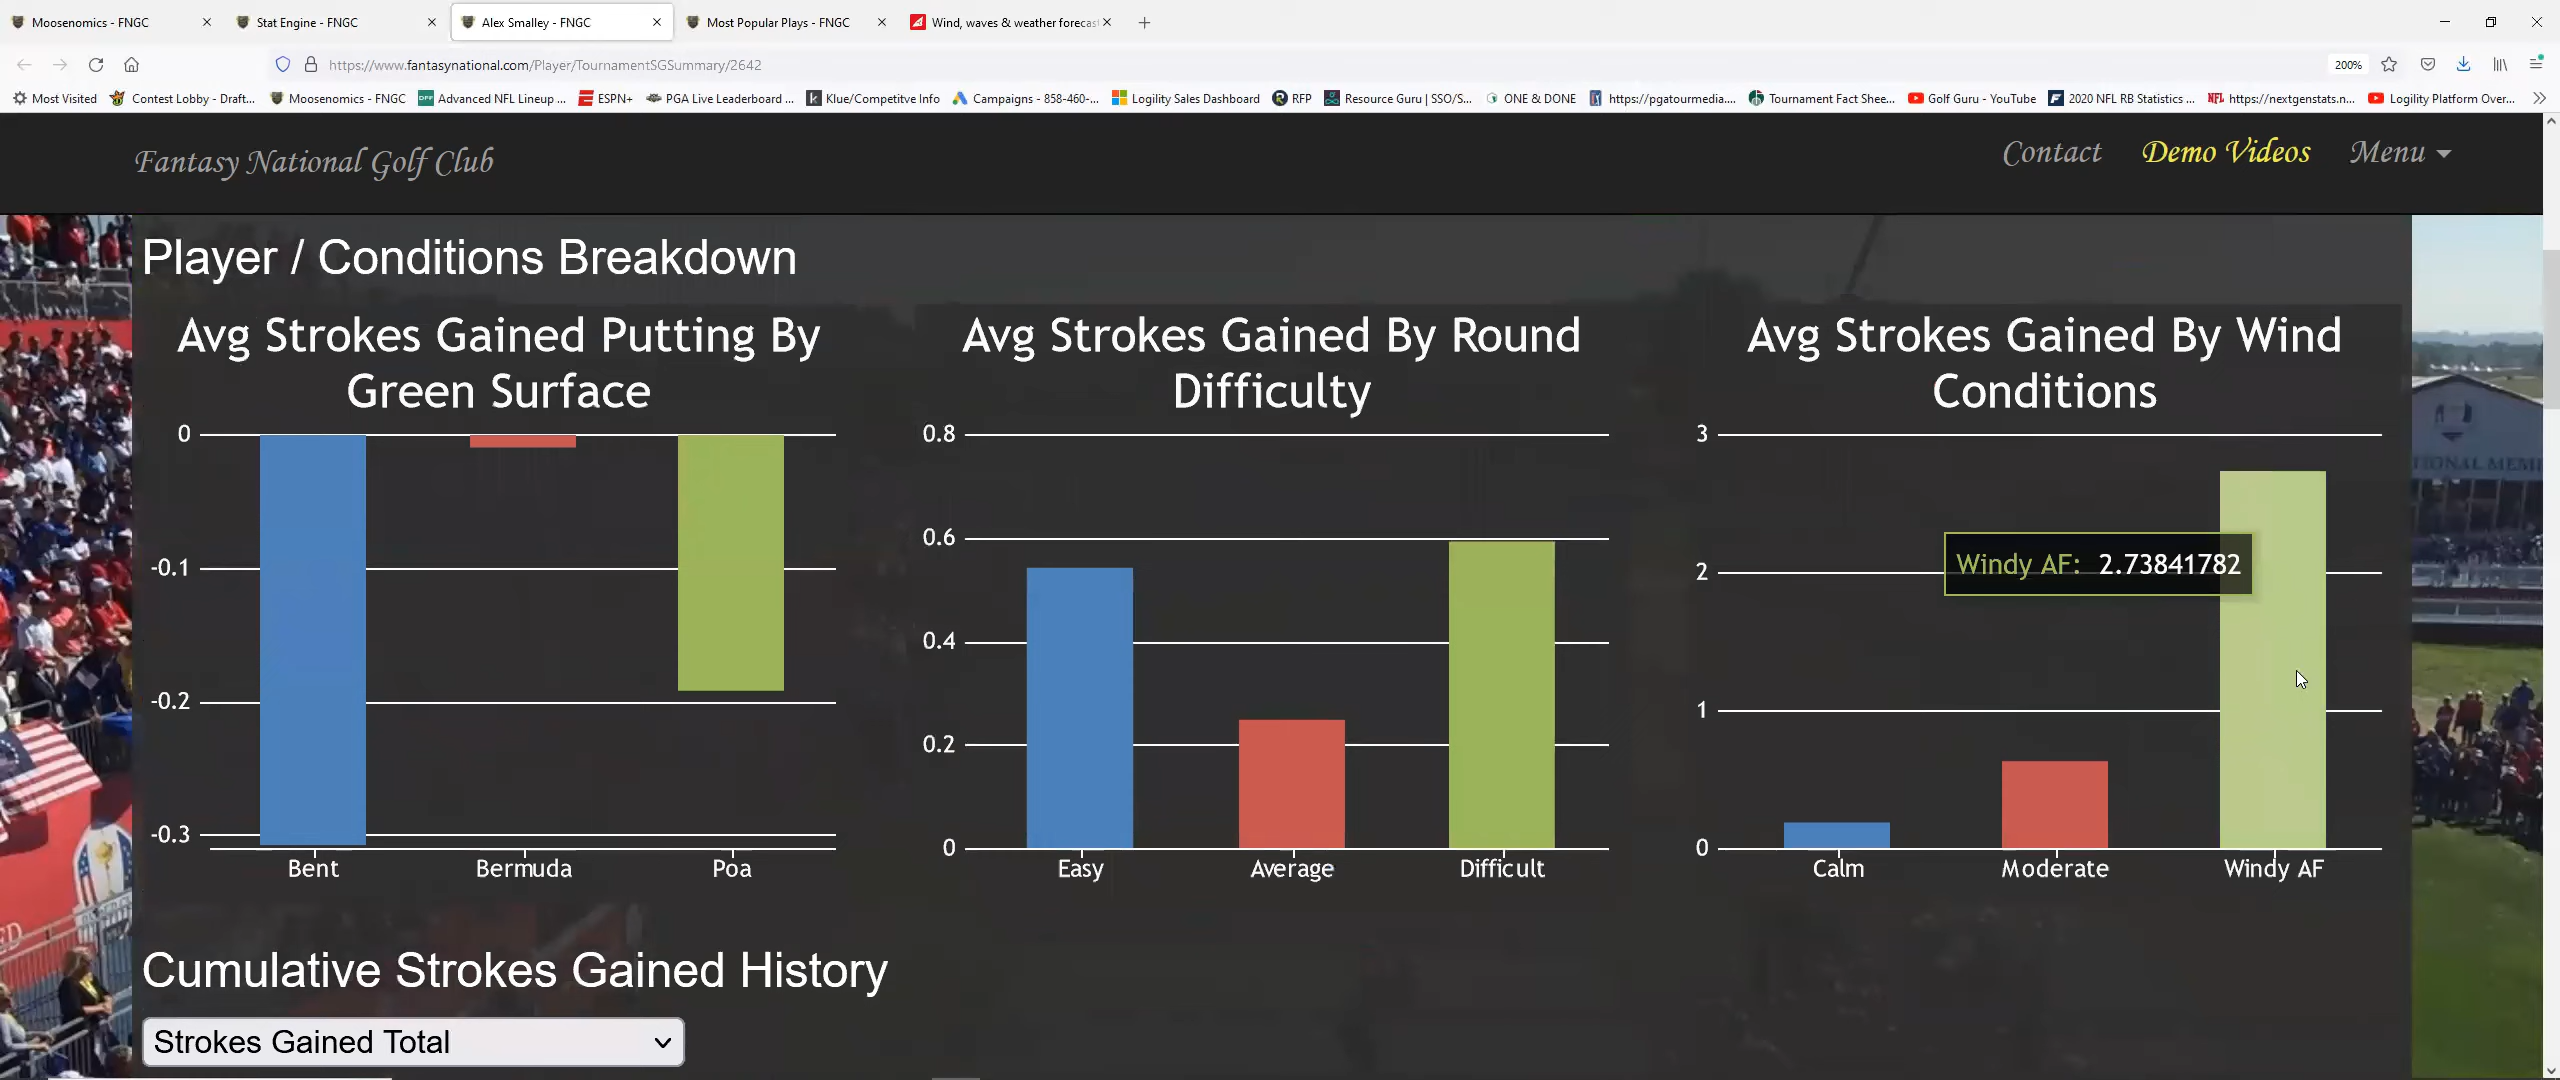 Moosenomics - FNGC
Stat Engine - FNGC
Alex Smalley - FNGC
Most Popular Plays - FNGC
Wind, waves & weather forecas
https://www.fantasynational.com/Player/TournamentSGSummary/2642
200%
Most Visited
Contest Lobby - Draft...
Moosenomics - FNGC
Advanced NFL Lineup ...
ESPN+
PGA Live Leaderboard ...
Klue/Competitve Info
Campaigns - 858-460-...
Logility Sales Dashboard
RFP
Resource Guru | SSO/S...
ONE & DONE
https://pgatourmedia....
Tournament Fact Shee...
Golf Guru - YouTube
2020 NFL RB Statistics ...
https://nextgenstats.n...
Logility Platform Over...
Fantasy National Golf Club
Contact
Demo Videos
Menu
Player / Conditions Breakdown
Avg Strokes Gained Putting By
Green Surface
0
-0.1
-0.2
-0.3
Bent
Bermuda
Poa
Avg Strokes Gained By Round
Difficulty
0.8
0.6
0.4
0.2
0
Easy
Average
Difficult
Avg Strokes Gained By Wind
Conditions
3
2
1
0
Windy AF: 2.73841782
Calm
Moderate
Windy AF
Cumulative Strokes Gained History
Strokes Gained Total